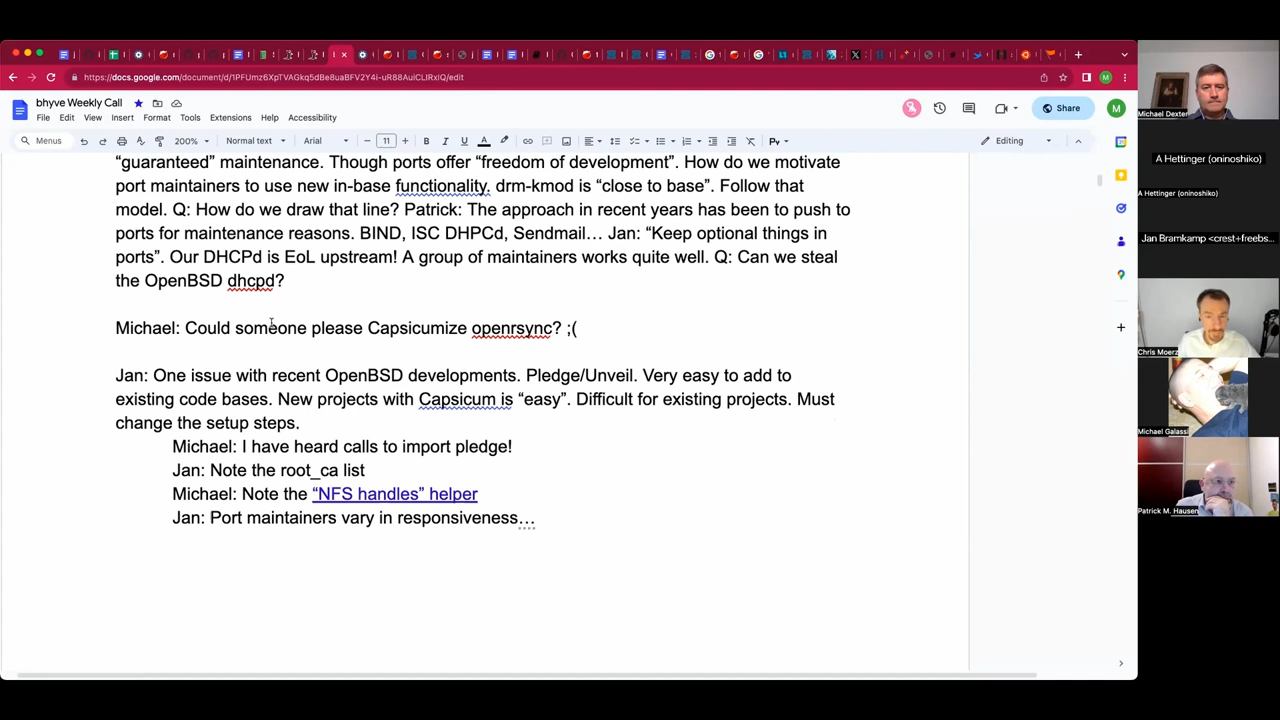 https://docs.google.com/document/d/1PFUmz6XpTVAGkq5dBe8uaBFV2Y4i-uR88AulCLIRxIQ/edit
bhyve Weekly Call
File Edit View Insert Format Tools Extensions Help Accessibility
Share
M
Menus 200% Normal text Arial 11 Editing
“guaranteed” maintenance. Though ports offer “freedom of development”. How do we motivate
port maintainers to use new in-base functionality. drm-kmod is “close to base”. Follow that
model. Q: How do we draw that line? Patrick: The approach in recent years has been to push to
ports for maintenance reasons. BIND, ISC DHPCd, Sendmail… Jan: “Keep optional things in
ports”. Our DHCPd is EoL upstream! A group of maintainers works quite well. Q: Can we steal
the OpenBSD dhcpd?
Michael: Could someone please Capsicumize openrsync? ;(
Jan: One issue with recent OpenBSD developments. Pledge/Unveil. Very easy to add to
existing code bases. New projects with Capsicum is “easy”. Difficult for existing projects. Must
change the setup steps.
Michael: I have heard calls to import pledge!
Jan: Note the root_ca list
Michael: Note the “NFS handles” helper
Jan: Port maintainers vary in responsiveness…
Michael Dexter
A Hettinger (oninoshiko)
A Hettinger (oninoshiko)
Jan Bramkamp <crest+freebs...
Chris Moerz
Michael Galassi
Patrick M. Hausen